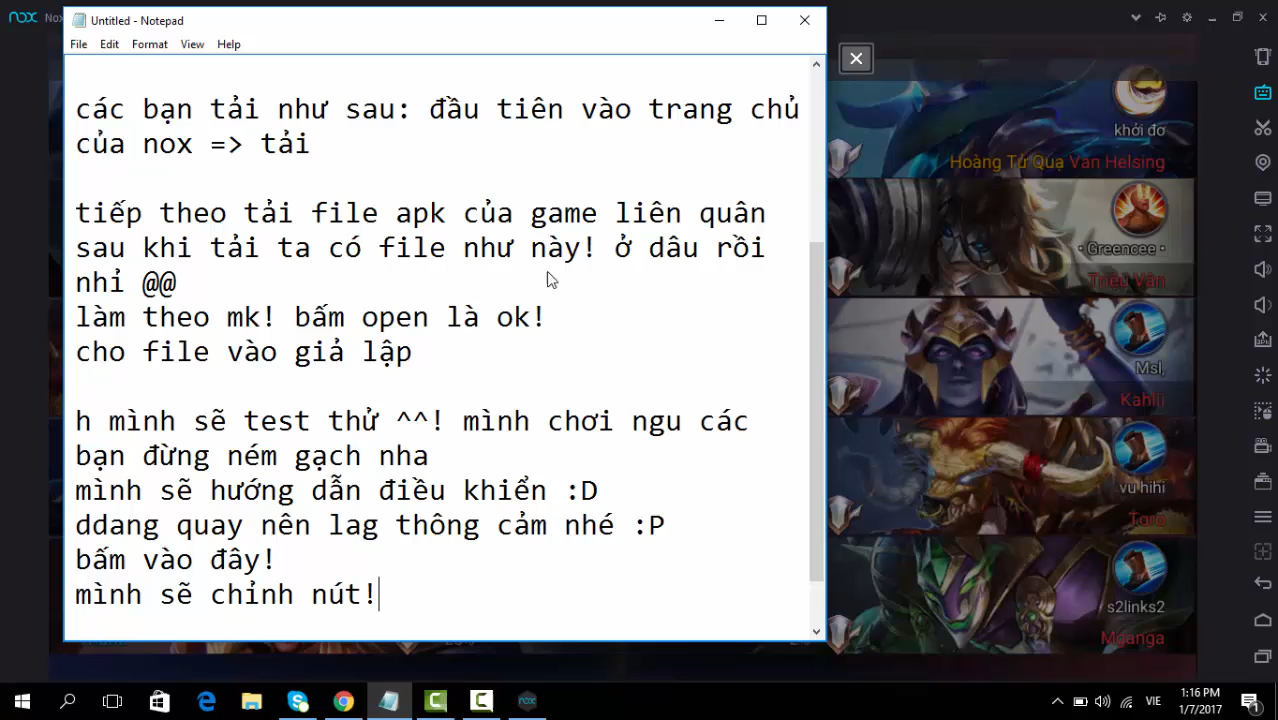 nox
Nox
Untitled - Notepad
File Edit Format View Help
các bạn tải như sau: đầu tiên vào trang chủ
của nox => tải
tiếp theo tải file apk của game liên quân
sau khi tải ta có file như này! ở dâu rồi
nhỉ @@
làm theo mk! bấm open là ok!
cho file vào giả lập
h mình sẽ test thử ^^! mình chơi ngu các
bạn đừng ném gạch nha
mình sẽ hướng dẫn điều khiển :D
ddang quay nên lag thông cảm nhé :P
bấm vào đây!
mình sẽ chỉnh nút!
khởi đơ
Hoàng Tử Quạ Van Helsing
• Greencee •
Triệu Vân
Msl,
Kahlii
vu hihi
Toro
s2links2
Mganga
nox
VIE
1:16 PM
1/7/2017
1